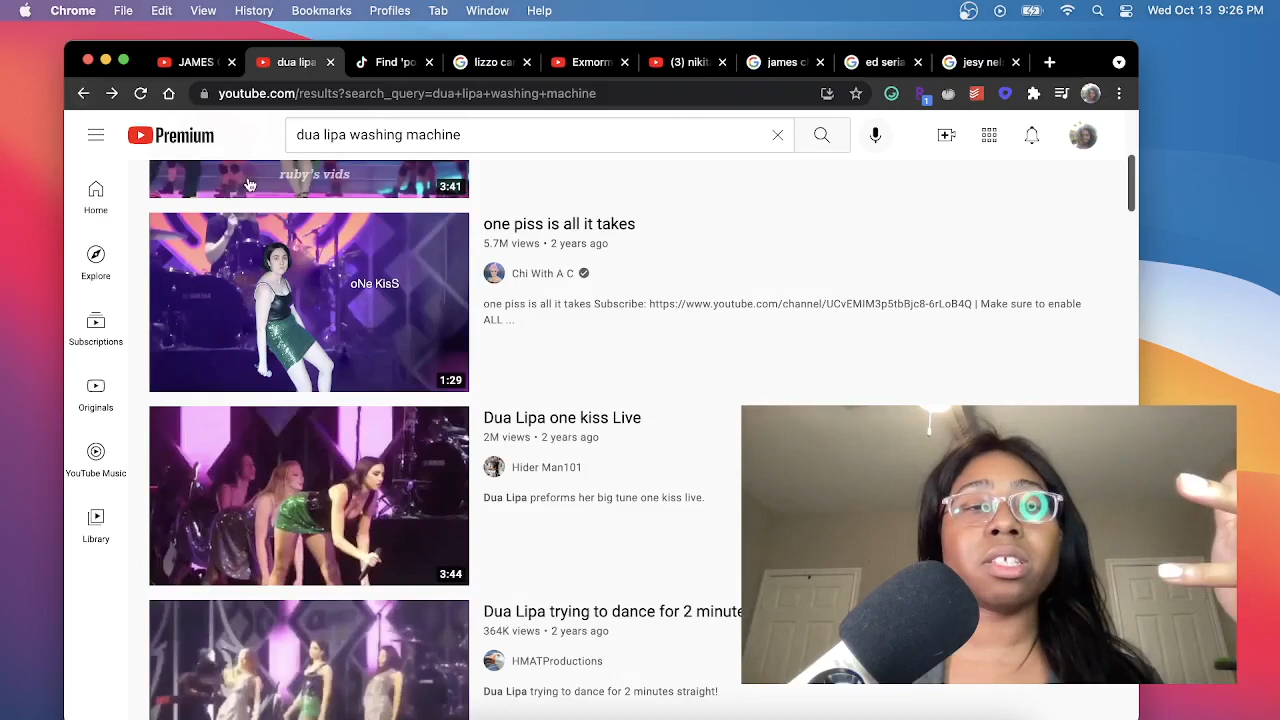 Chrome File Edit View History Bookmarks Profiles Tab Window Help Wed Oct 13 9:26 PM
JAMES dua lipa Find 'po lizzo car Exmorm (3) nikit james ch ed seria jesy nels
youtube.com/results?search_query=dua+lipa+washing+machine
1
Premium
dua lipa washing machine
ruby's vids
3:41
Home
Explore
Subscriptions
Originals
YouTube Music
Library
one piss is all it takes
5.7M views • 2 years ago
Chi With A C
one piss is all it takes Subscribe: https://www.youtube.com/channel/UCvEMIM3p5tbBjc8-6rLoB4Q | Make sure to enable
ALL ...
oNe KisS
1:29
Dua Lipa one kiss Live
2M views • 2 years ago
Hider Man101
Dua Lipa preforms her big tune one kiss live.
3:44
Dua Lipa trying to dance for 2 minute
364K views • 2 years ago
HMATProductions
Dua Lipa trying to dance for 2 minutes straight!